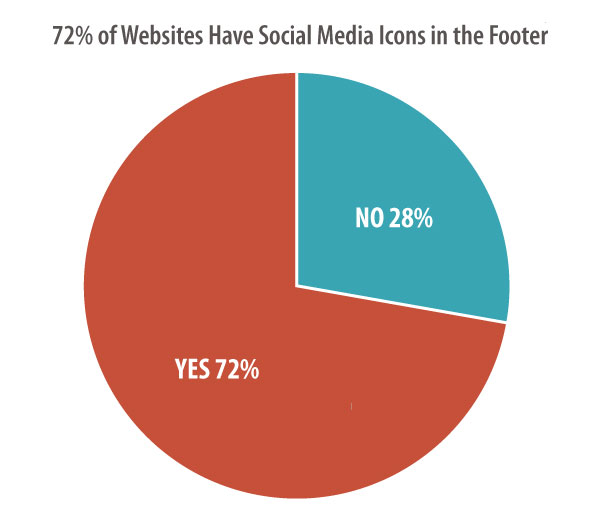 72% of Websites Have Social Media Icons in the Footer
NO 28%
YES 72%